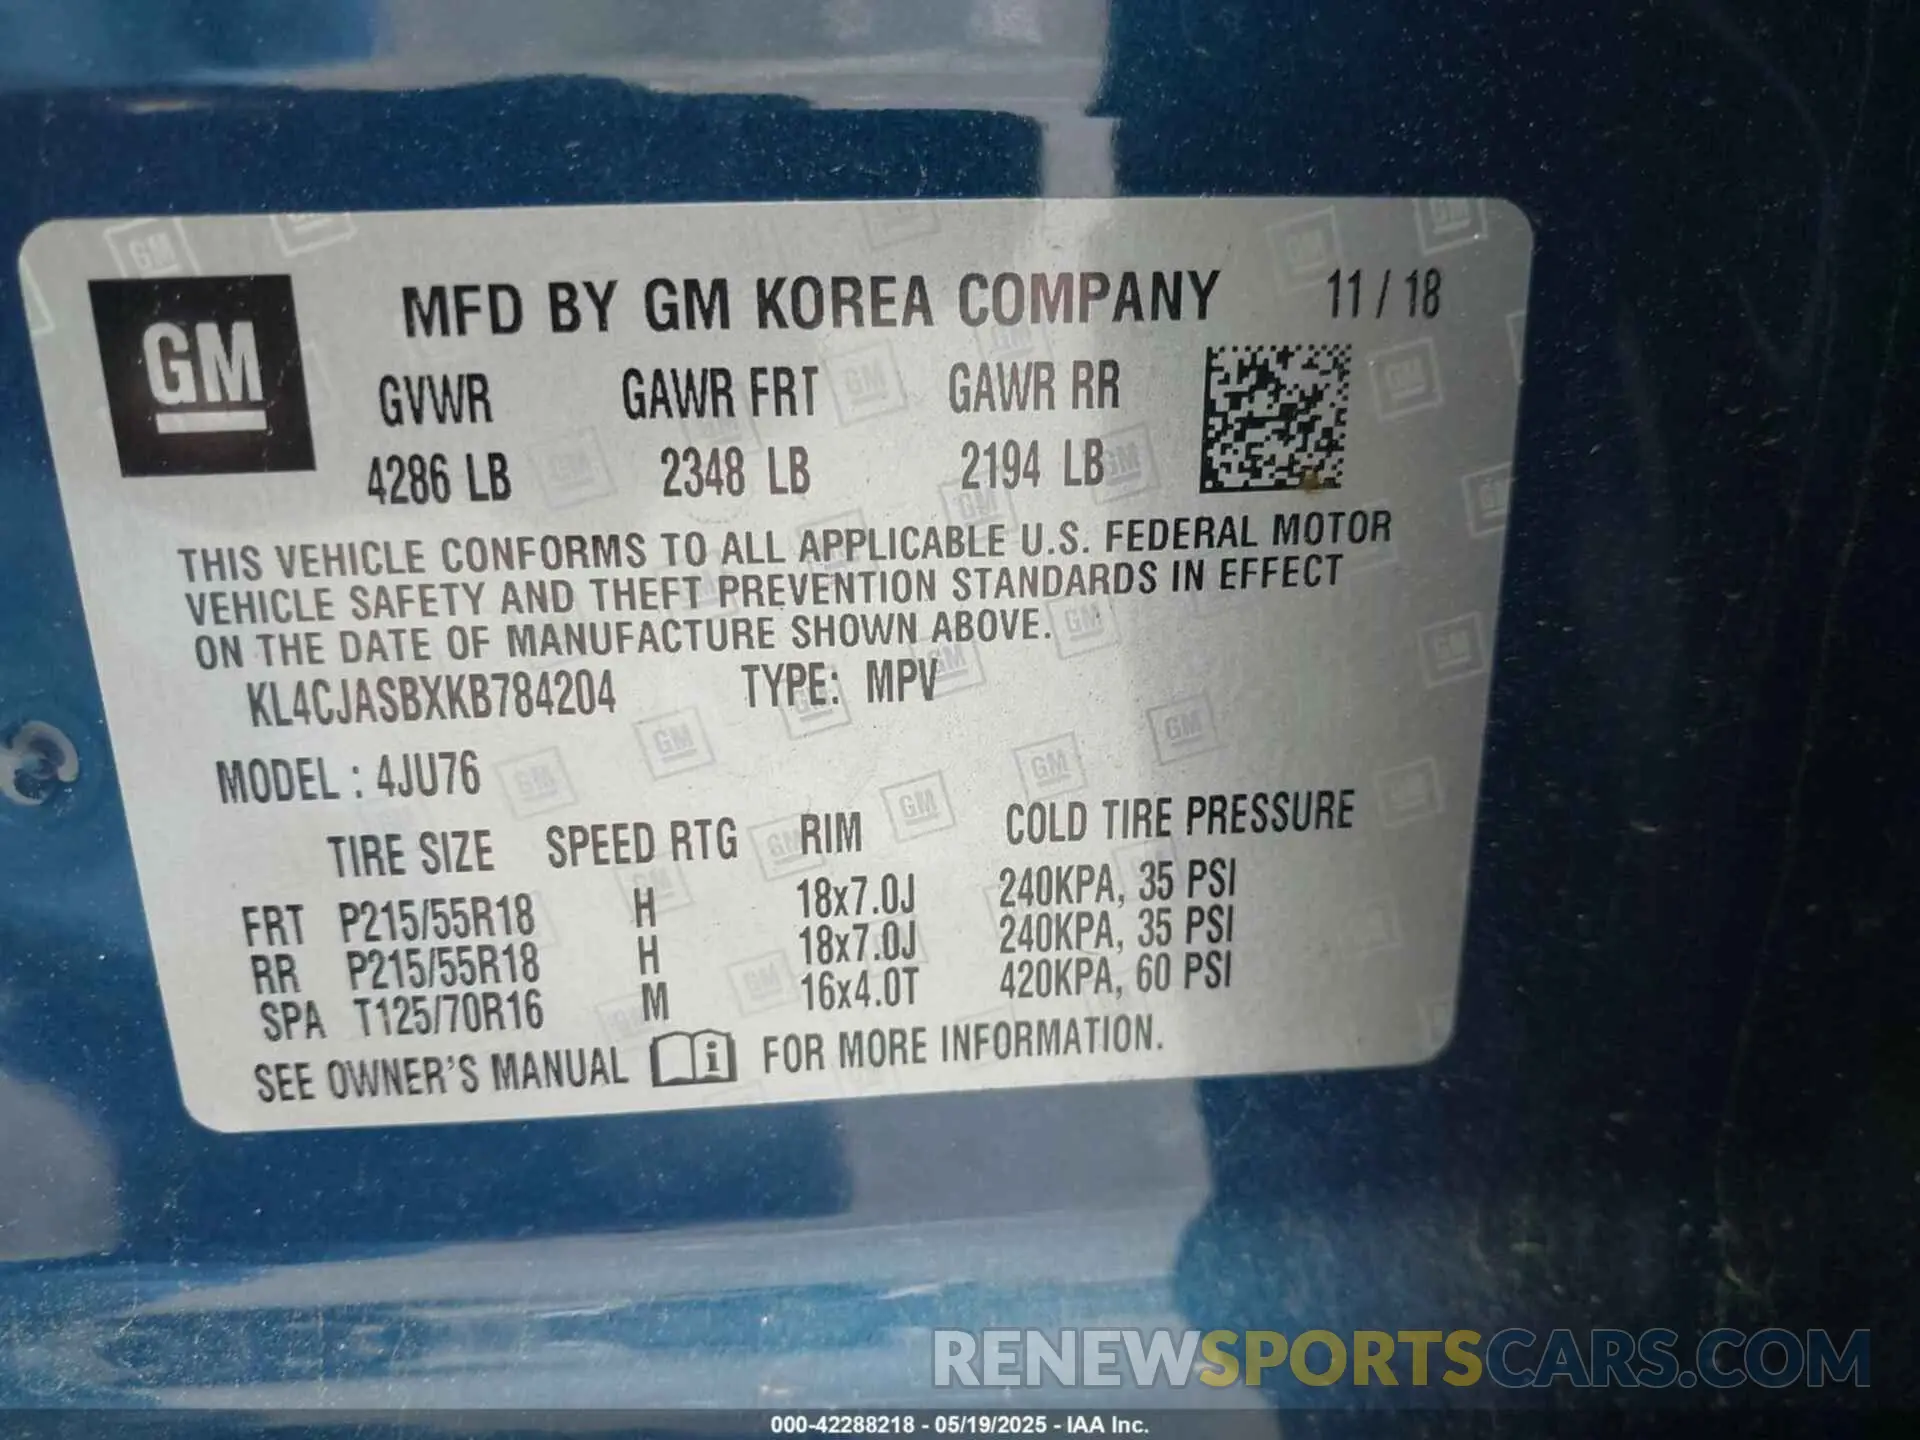 GM
MFD BY GM KOREA COMPANY 11 / 18
GVWR GAWR FRT GAWR RR
4286 LB 2348 LB 2194 LB
THIS VEHICLE CONFORMS TO ALL APPLICABLE U.S. FEDERAL MOTOR
VEHICLE SAFETY AND THEFT PREVENTION STANDARDS IN EFFECT
ON THE DATE OF MANUFACTURE SHOWN ABOVE.
KL4CJASBXKB784204 TYPE: MPV
MODEL : 4JU76
TIRE SIZE SPEED RTG RIM COLD TIRE PRESSURE
FRT P215/55R18 H 18x7.0J 240KPA, 35 PSI
RR P215/55R18 H 18x7.0J 240KPA, 35 PSI
SPA T125/70R16 M 16x4.0T 420KPA, 60 PSI
SEE OWNER'S MANUAL i FOR MORE INFORMATION.
RENEWSPORTSCARS.COM
000-42288218 - 05/19/2025 - IAA Inc.